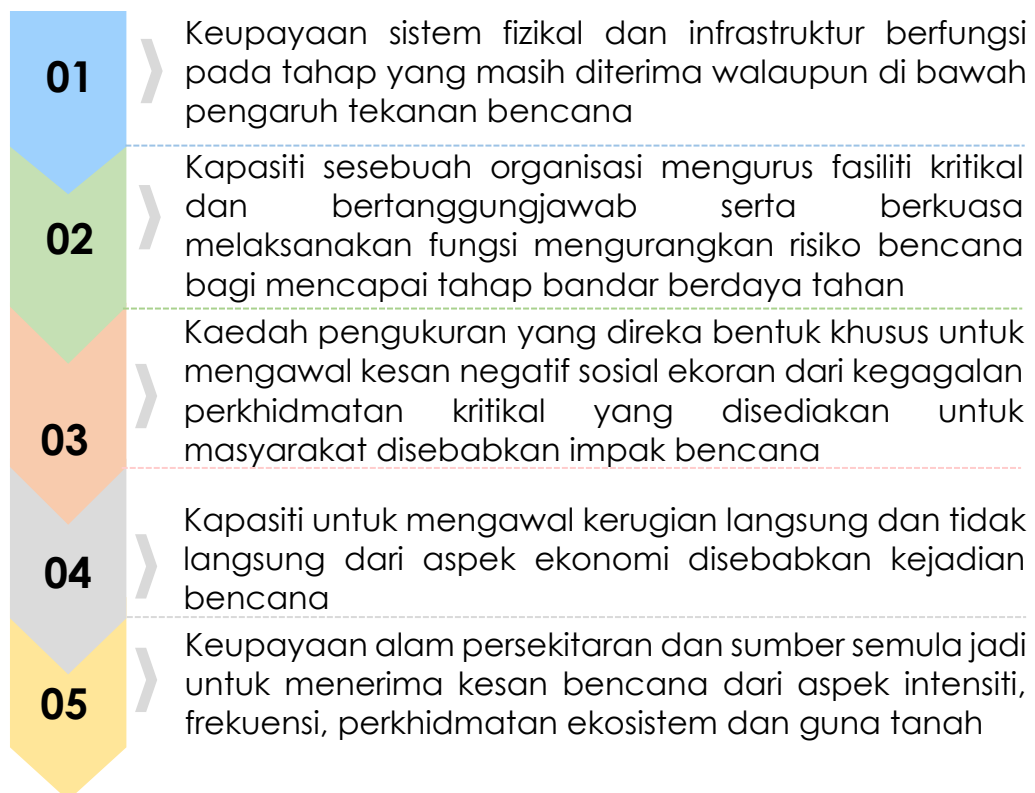 01
Keupayaan sistem fizikal dan infrastruktur berfungsi
pada tahap yang masih diterima walaupun di bawah
pengaruh tekanan bencana
02
Kapasiti sesebuah organisasi mengurus fasiliti kritikal
dan bertanggungjawab serta berkuasa
melaksanakan fungsi mengurangkan risiko bencana
bagi mencapai tahap bandar berdaya tahan
03
Kaedah pengukuran yang direka bentuk khusus untuk
mengawal kesan negatif sosial ekoran dari kegagalan
perkhidmatan kritikal yang disediakan untuk
masyarakat disebabkan impak bencana
04
Kapasiti untuk mengawal kerugian langsung dan tidak
langsung dari aspek ekonomi disebabkan kejadian
bencana
05
Keupayaan alam persekitaran dan sumber semula jadi
untuk menerima kesan bencana dari aspek intensiti,
frekuensi, perkhidmatan ekosistem dan guna tanah